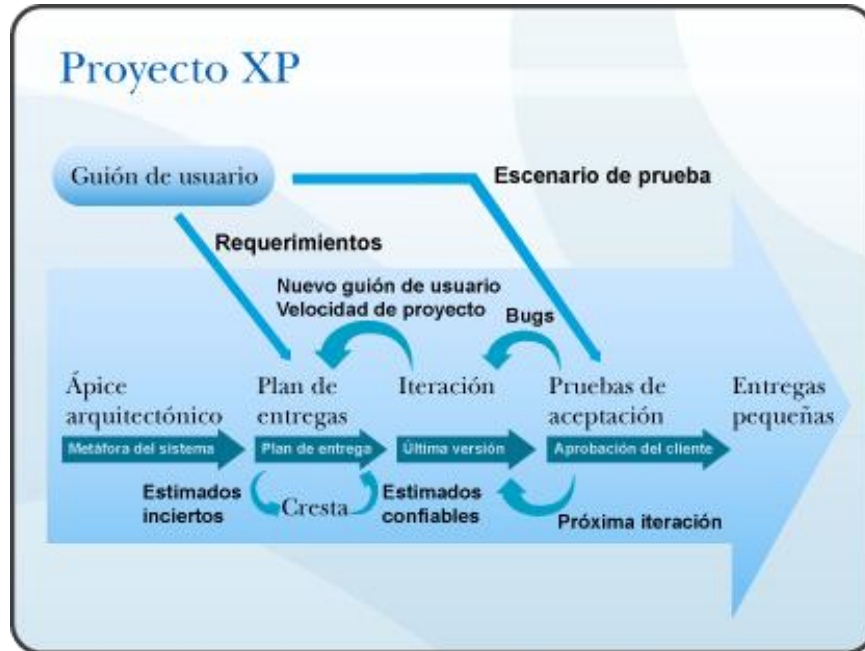 Proyecto XP
Guión de usuario
Escenario de prueba
Requerimientos
Nuevo guión de usuario
Velocidad de proyecto
Bugs
Ápice
arquitectónico
Plan de
entregas
Iteración
Pruebas de
aceptación
Entregas
pequeñas
Metáfora del sistema
Plan de entrega
Última versión
Aprobación del cliente
Estimados
inciertos
Cresta
Estimados
confiables
Próxima iteración